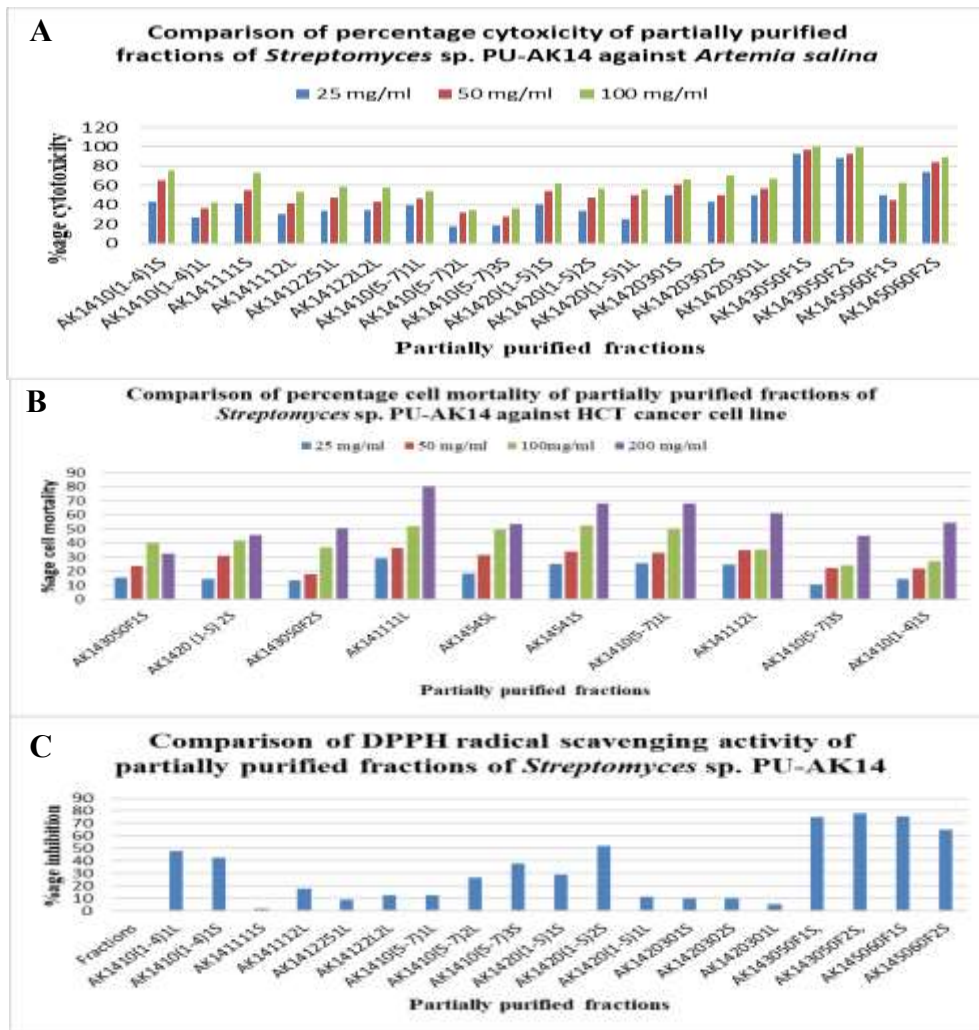 A
Comparison of percentage cytoxicity of partially purified
fractions of Streptomyces sp. PU-AK14 against Artemia salina
25 mg/ml 50 mg/ml 100 mg/ml
%age cytotoxicity
120
100
80
60
40
20
0
AK1410(1-4)1S
AK1410(1-4)1L
AK141111S
AK141112L
AK1412251L
AK14122L2L
AK1410(5-7)1L
AK1410(5-7)2L
AK1410(5-7)3S
AK1420(1-5)1S
AK1420(1-5)2S
AK1420(1-5)1L
AK1420301S
AK1420302S
AK1420301L
AK143050F1S
AK143050F2S
AK145060F1S
AK145060F2S
Partially purified fractions
B
Comparison of percentage cell mortality of partially purified fractions of
Streptomyces sp. PU-AK14 against HCT cancer cell line
25 mg/ml 50 mg/ml 100mg/ml 200 mg/ml
%age cell mortality
90
80
70
60
50
40
30
20
10
0
AK143050F1S
AK1420 (1-5) 2S
AK143050F2S
AK141111L
AK14545L
AK14541S
AK1410(5-7)1L
AK141112L
AK1410(5-7)3S
AK1410(1-4)1S
Partially purified fractions
C
Comparison of DPPH radical scavenging activity of
partially purified fractions of Streptomyces sp. PU-AK14
%age inhibition
90
80
70
60
50
40
30
20
10
0
Fractions
AK1410(1-4)1L
AK1410(1-4)1S
AK141111S
AK141112L
AK1412251L
AK14122L2L
AK1410(5-7)1L
AK1410(5-7)2L
AK1410(5-7)3S
AK1420(1-5)1S
AK1420(1-5)2S
AK1420(1-5)1L
AK1420301S
AK1420302S
AK1420301L
AK143050F1S,
AK143050F2S,
AK145060F1S
AK145060F2S
Partially purified fractions